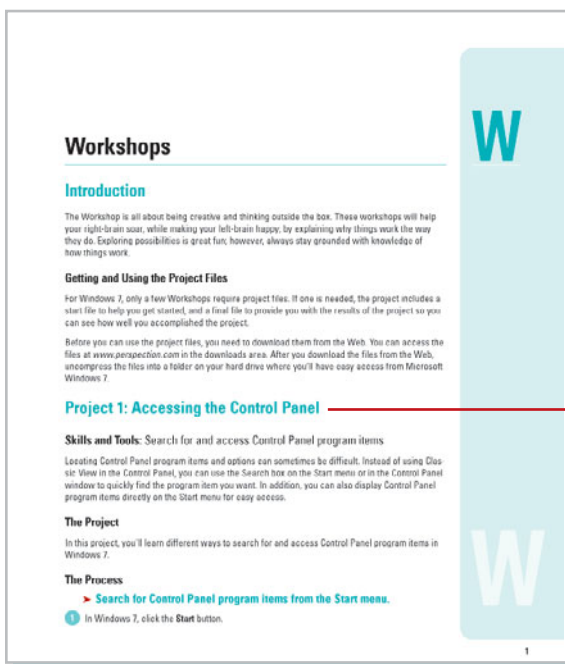 W
Workshops
Introduction
The Workshop is all about being creative and thinking outside the box. These workshops will help
your right-brain soar, while making your left-brain happy, by explaining why things work the way
they do. Exploring possibilities is great fun; however, always stay grounded with knowledge of
how things work.
Getting and Using the Project Files
For Windows 7, only a few Workshops require project files. If one is needed, the project includes a
start file to help you get started, and a final file to provide you with the results of the project so you
can see how well you accomplished the project.
Before you can use the project files, you need to download them from the Web. You can access the
files at www.perspection.com in the downloads area. After you download the files from the Web,
uncompress the files into a folder on your hard drive where you'll have easy access from Microsoft
Windows 7.
Project 1: Accessing the Control Panel
Skills and Tools: Search for and access Control Panel program items
Locating Control Panel program items and options can sometimes be difficult. Instead of using Clas-
sic View in the Control Panel, you can use the Search box on the Start menu or in the Control Panel
window to quickly find the program item you want. In addition, you can also display Control Panel
program items directly on the Start menu for easy access.
The Project
In this project, you'll learn different ways to search for and access Control Panel program items in
Windows 7.
The Process
➤ Search for Control Panel program items from the Start menu.
1 In Windows 7, click the Start button.
W
1